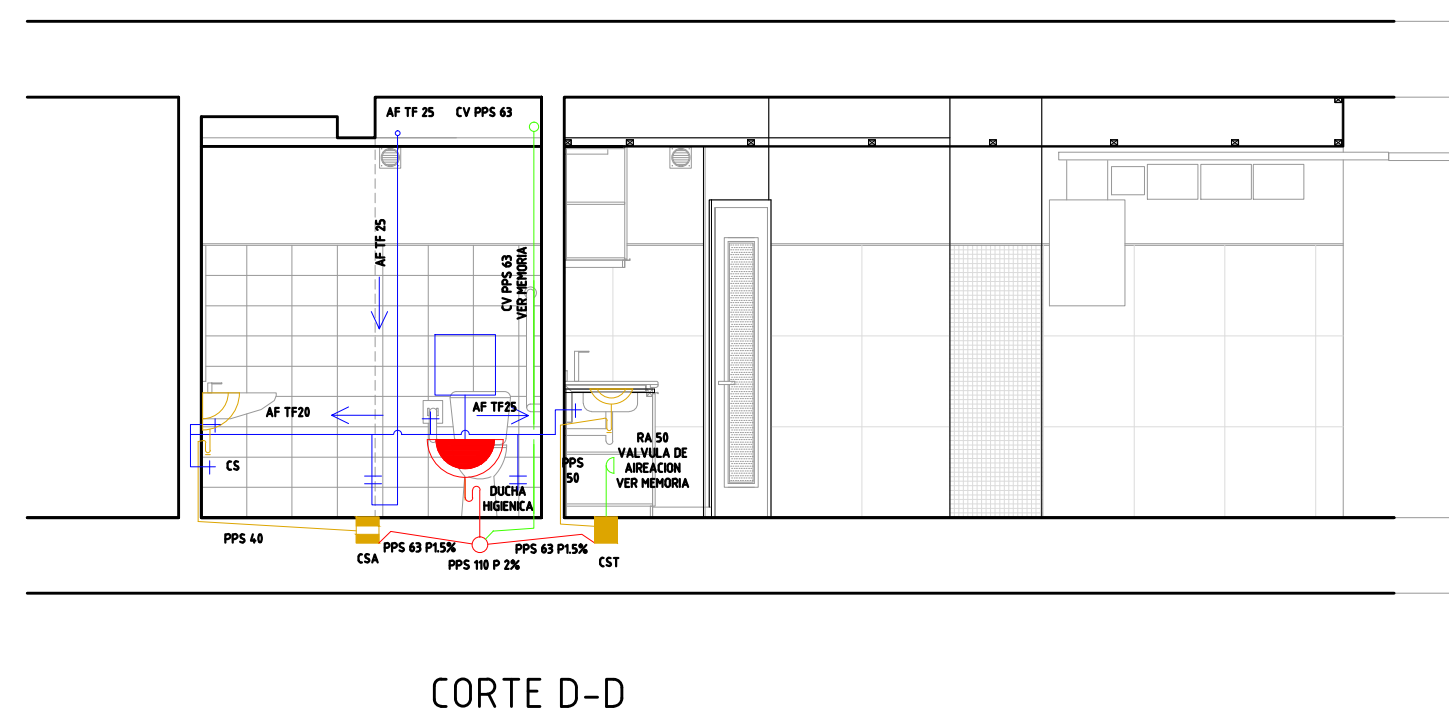 AF TF 25
CV PPS 63
AF TF 25
CV PPS 63
VER MEMORIA
AF TF20
AF TF25
CS
PPS
50
RA 50
VALVULA DE
AIREACION
VER MEMORIA
DUCHA
HIGIENICA
PPS 40
CSA
PPS 63 P1.5%
PPS 110 P 2%
PPS 63 P1.5%
CST
CORTE D-D